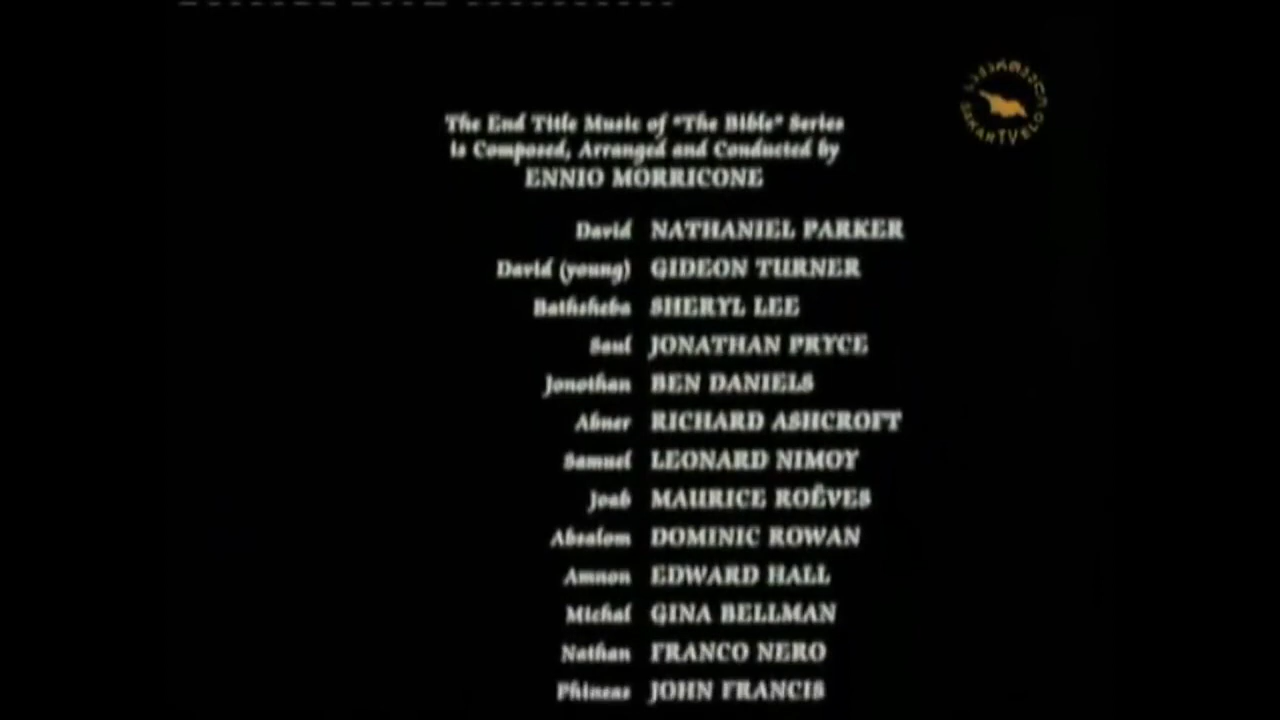 The End Title Music of "The Bible" Series
is Composed, Arranged and Conducted by
ENNIO MORRICONE
David NATHANIEL PARKER
David (young) GIDEON TURNER
Bathsheba SHERYL LEE
Saul JONATHAN PRYCE
Jonothan BEN DANIELS
Abner RICHARD ASHCROFT
Samuel LEONARD NIMOY
Joab MAURICE ROËVES
Absalom DOMINIC ROWAN
Amnon EDWARD HALL
Michal GINA BELLMAN
Nathan FRANCO NERO
Phineas JOHN FRANCIS
SAKARTVELO